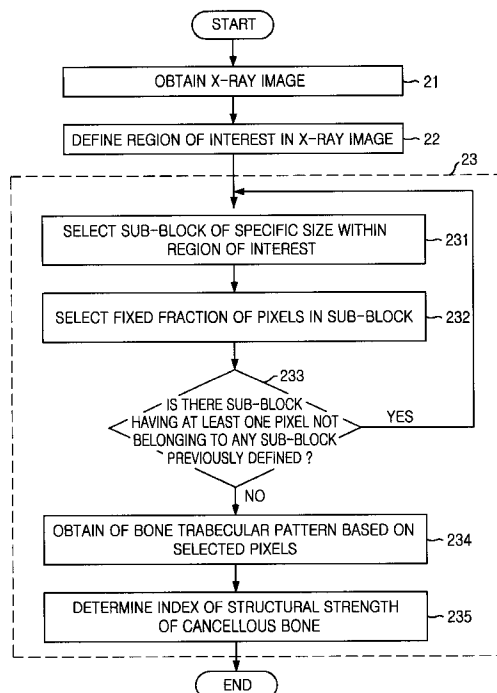 START
OBTAIN X-RAY IMAGE
21
DEFINE REGION OF INTEREST IN X-RAY IMAGE
22
23
SELECT SUB-BLOCK OF SPECIFIC SIZE WITHIN
REGION OF INTEREST
231
SELECT FIXED FRACTION OF PIXELS IN SUB-BLOCK
232
233
IS THERE SUB-BLOCK
HAVING AT LEAST ONE PIXEL NOT
BELONGING TO ANY SUB-BLOCK
PREVIOUSLY DEFINED ?
YES
NO
OBTAIN OF BONE TRABECULAR PATTERN BASED ON
SELECTED PIXELS
234
DETERMINE INDEX OF STRUCTURAL STRENGTH
OF CANCELLOUS BONE
235
END